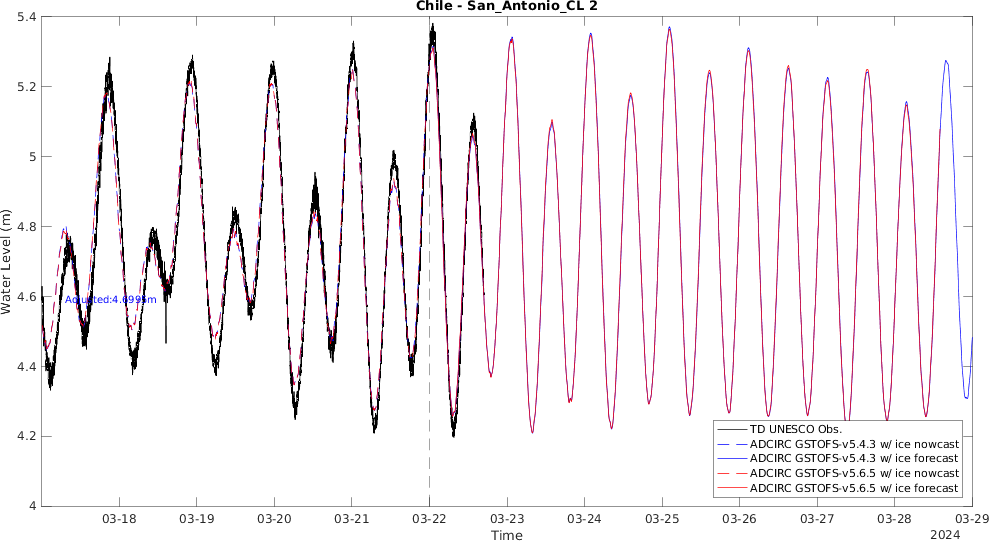 Chile - San_Antonio_CL 2
5.4
5.2
5
4.8
4.6
4.4
4.2
4
Water Level (m)
Adjusted:4.6995m
TD UNESCO Obs.
ADCIRC GSTOFS-v5.4.3 w/ ice nowcast
ADCIRC GSTOFS-v5.4.3 w/ ice forecast
ADCIRC GSTOFS-v5.6.5 w/ ice nowcast
ADCIRC GSTOFS-v5.6.5 w/ ice forecast
03-18 03-19 03-20 03-21 03-22 03-23 03-24 03-25 03-26 03-27 03-28 03-29
Time
2024